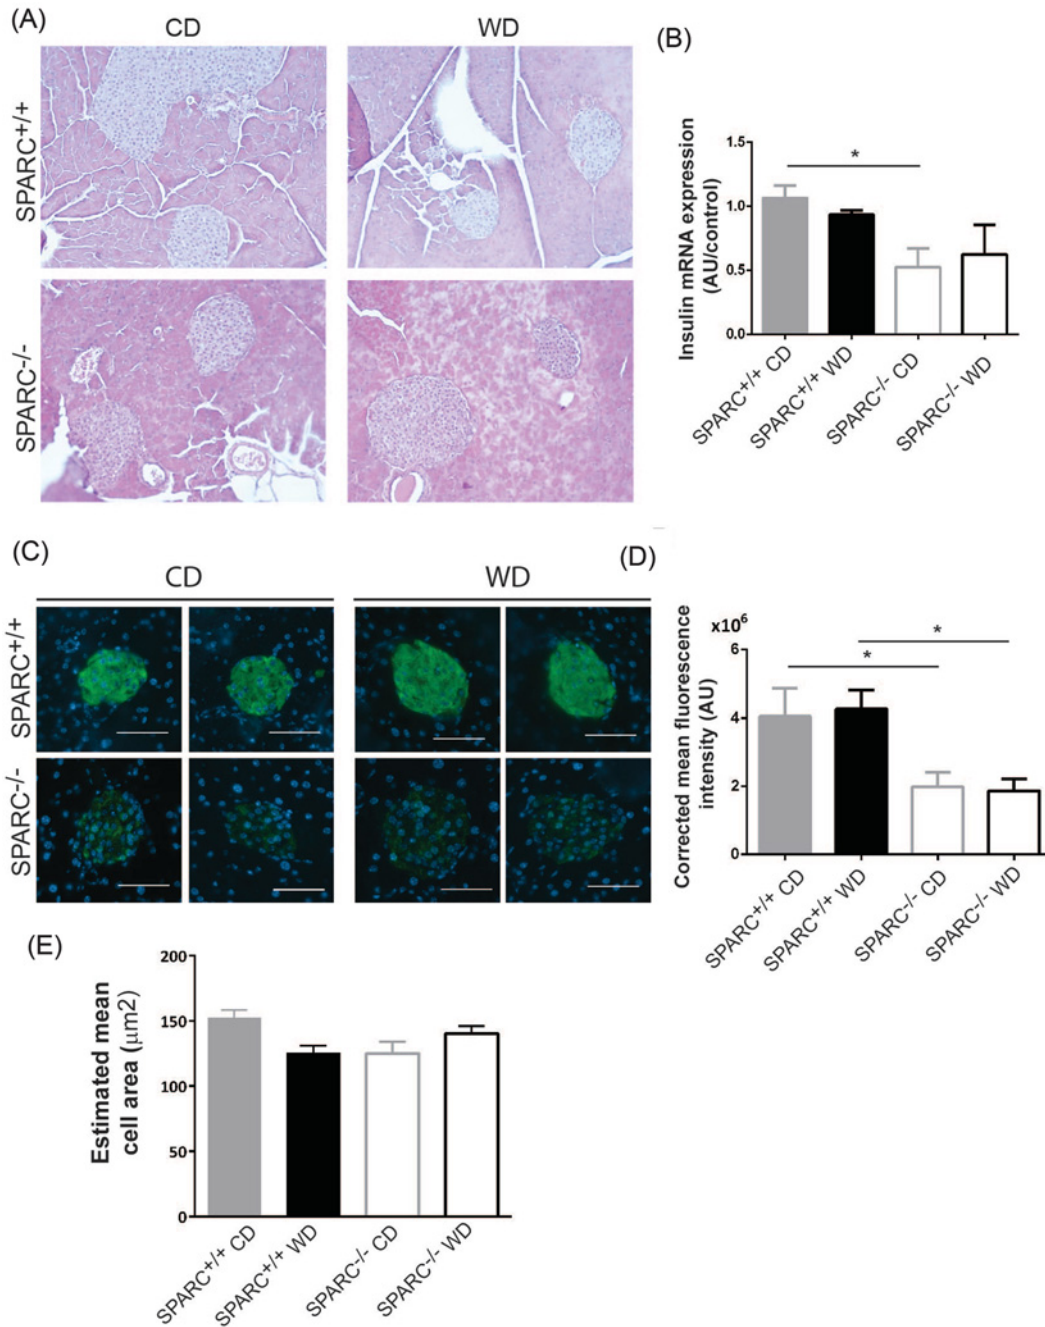 (A)
CD
WD
SPARC+/+
SPARC-/-
(B)
Insulin mRNA expression
(AU/control)
1.5
1.0
0.5
0.0
*
SPARC+/+ CD
SPARC+/+ WD
SPARC-/- CD
SPARC-/- WD
(C)
CD
WD
SPARC+/+
SPARC-/-
(D)
Corrected mean fluorescence
intensity (AU)
x10^6
6
4
2
0
*
*
SPARC+/+ CD
SPARC+/+ WD
SPARC-/- CD
SPARC-/- WD
(E)
Estimated mean
cell area (μm2)
200
150
100
50
0
SPARC+/+ CD
SPARC+/+ WD
SPARC-/- CD
SPARC-/- WD